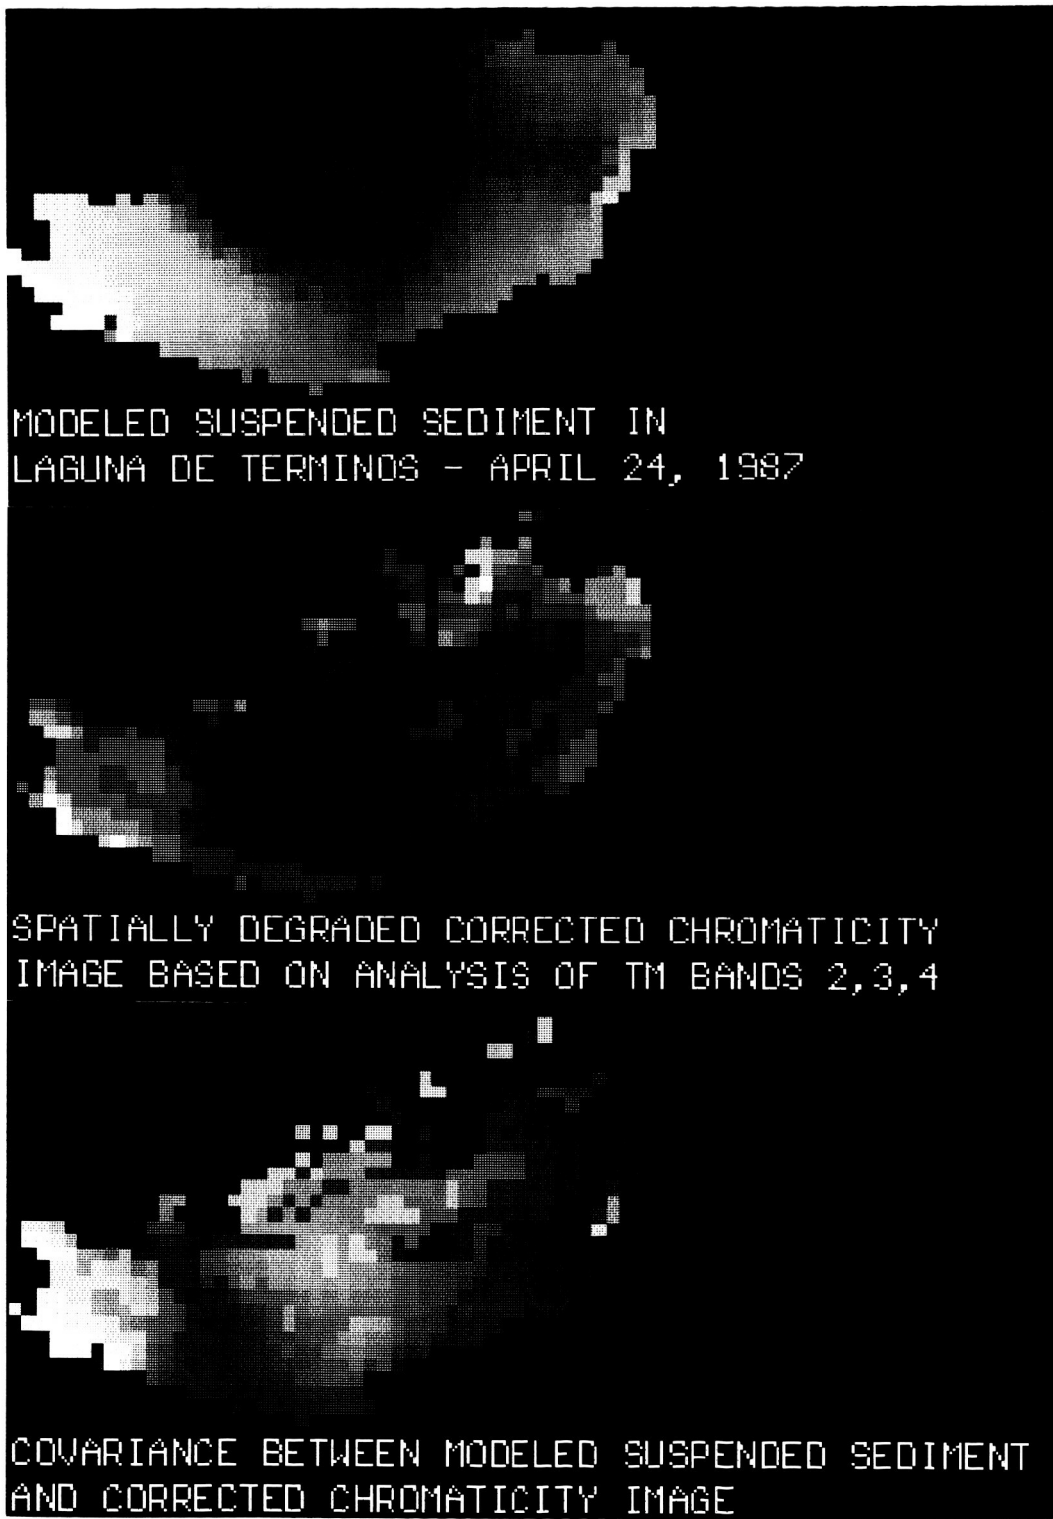 MODELED SUSPENDED SEDIMENT IN
LAGUNA DE TERMINOS - APRIL 24, 1987
SPATIALLY DEGRADED CORRECTED CHROMATICITY
IMAGE BASED ON ANALYSIS OF TM BANDS 2,3,4
COVARIANCE BETWEEN MODELED SUSPENDED SEDIMENT
AND CORRECTED CHROMATICITY IMAGE